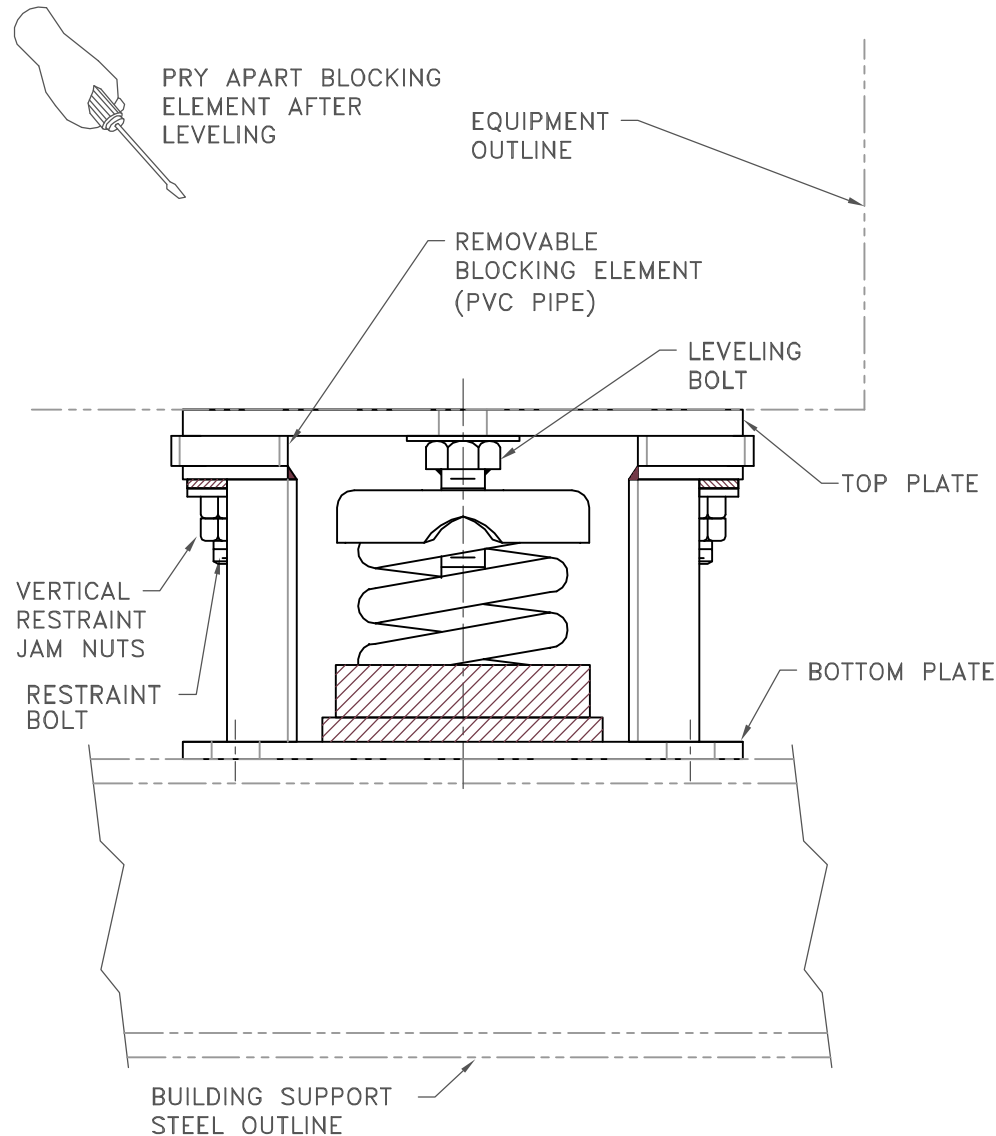 PRY APART BLOCKING
ELEMENT AFTER
LEVELING
EQUIPMENT
OUTLINE
REMOVABLE
BLOCKING ELEMENT
(PVC PIPE)
LEVELING
BOLT
TOP PLATE
VERTICAL
RESTRAINT
JAM NUTS
BOTTOM PLATE
RESTRAINT
BOLT
BUILDING SUPPORT
STEEL OUTLINE